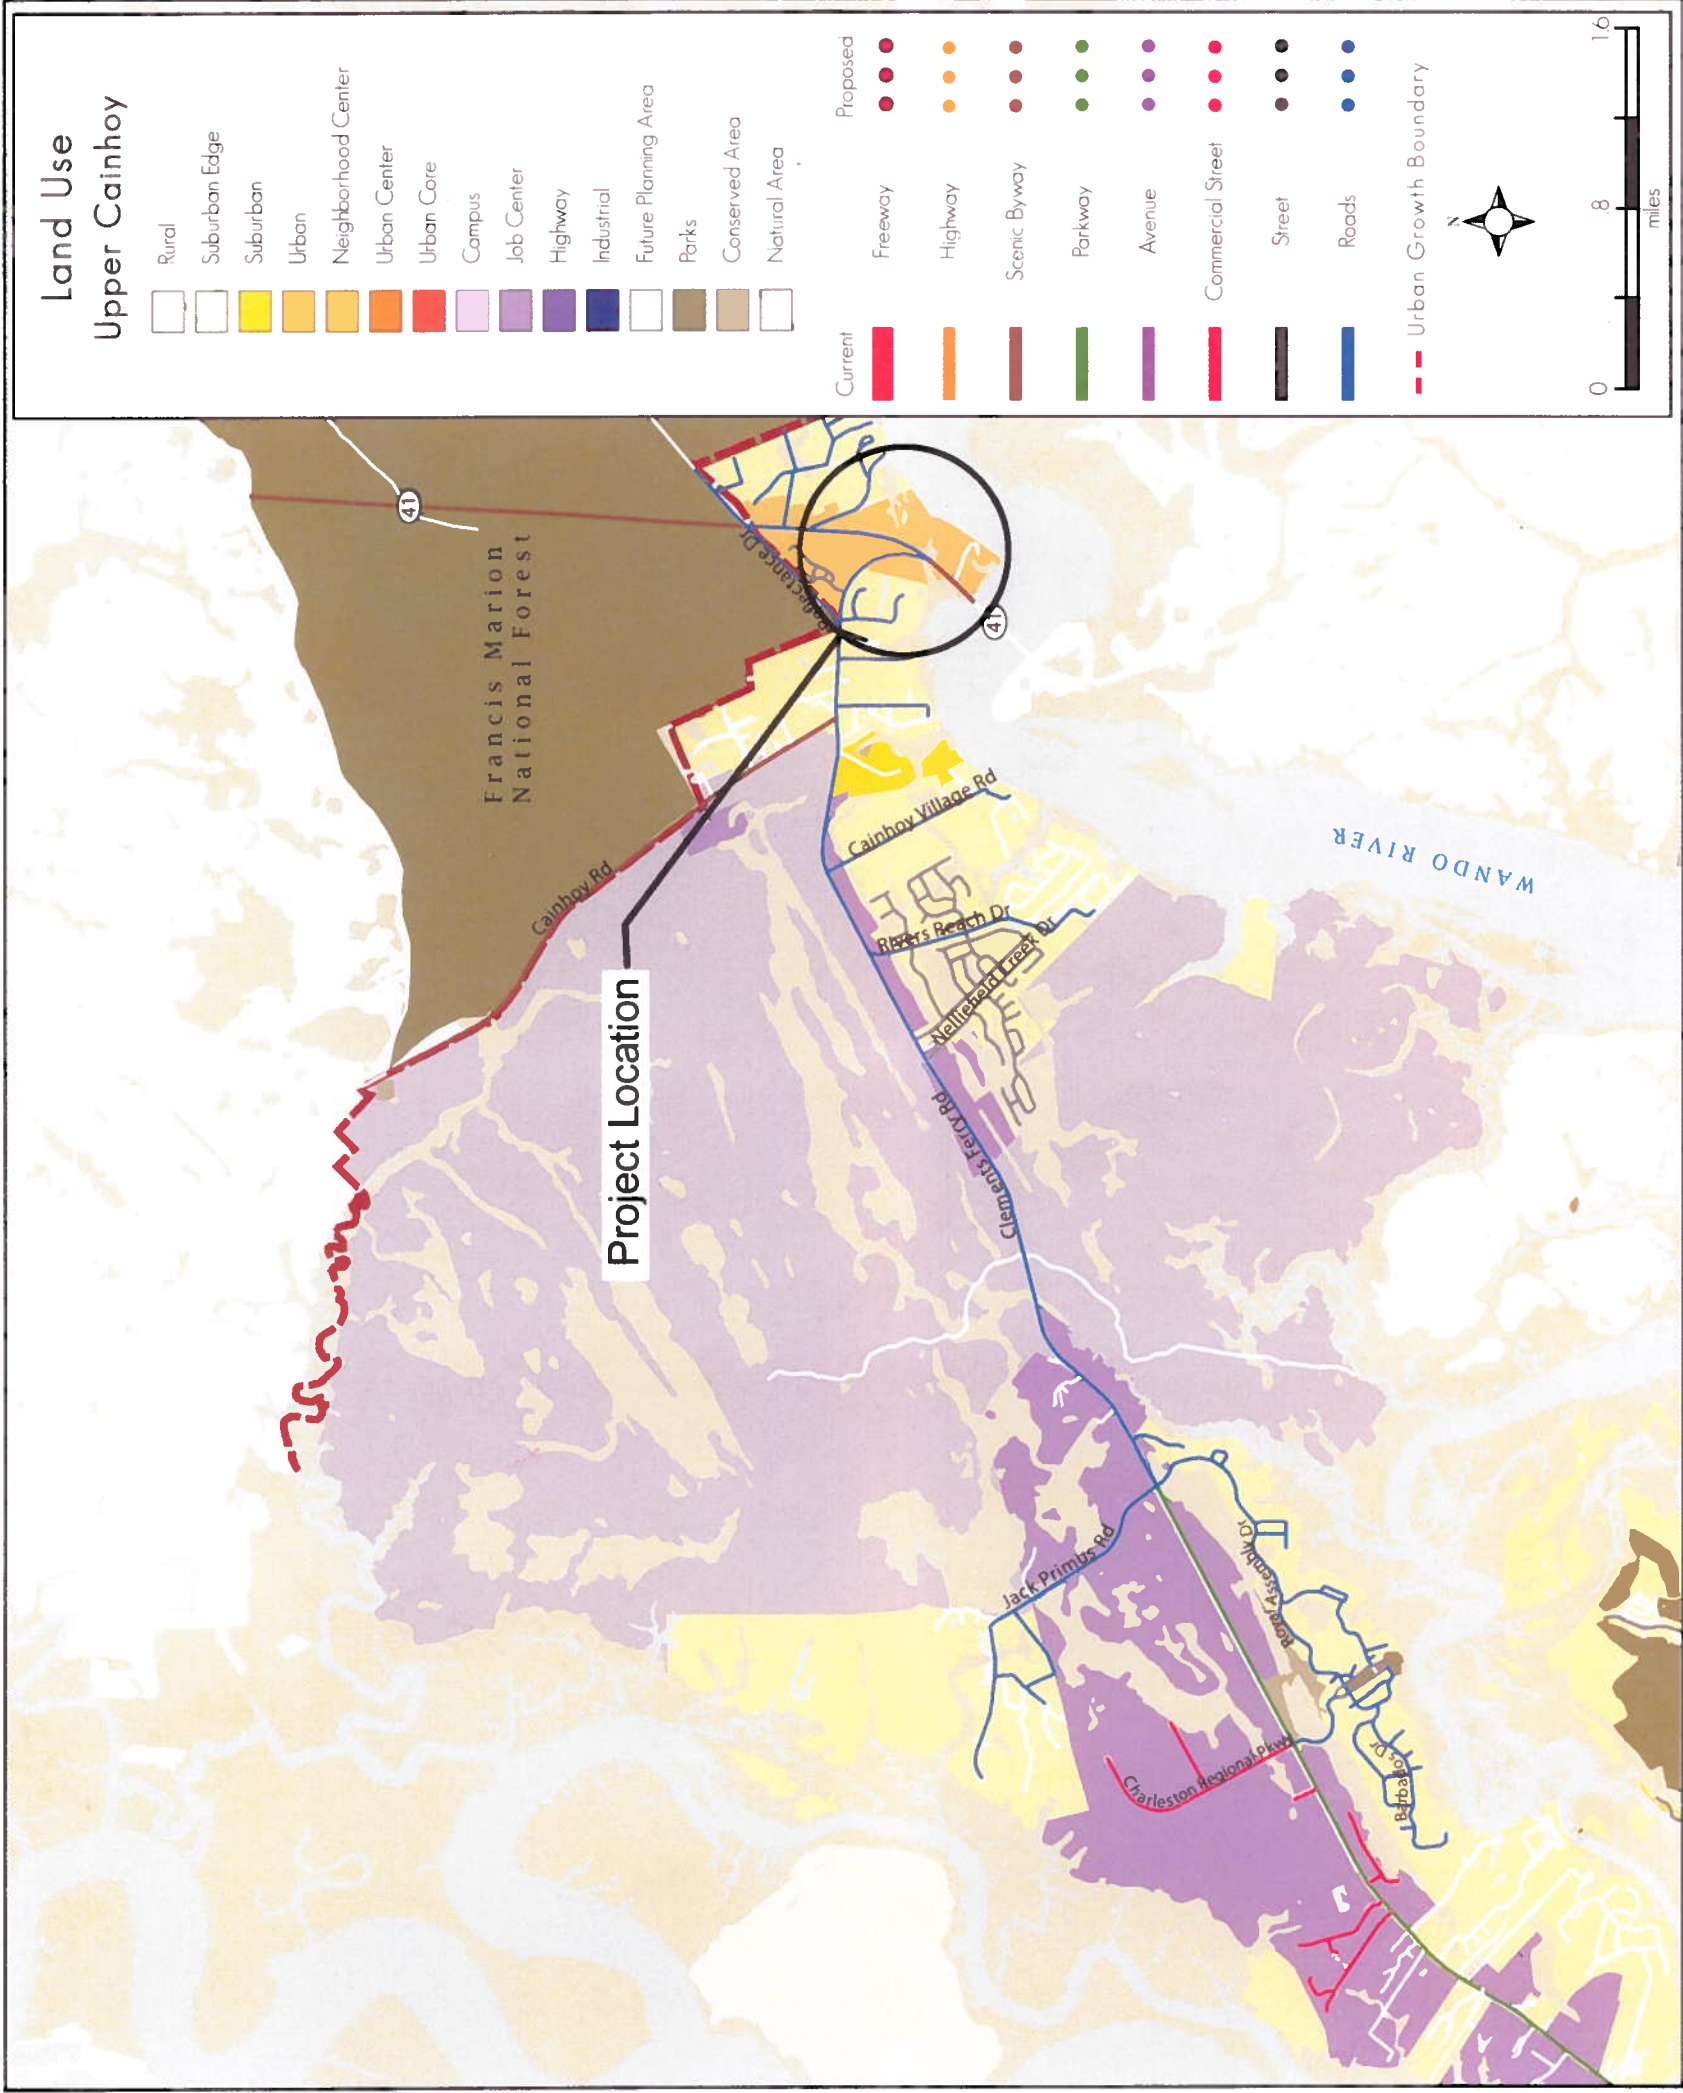 Land Use
Upper Cainhoy
Rural
Suburban Edge
Suburban
Urban
Neighborhood Center
Urban Center
Urban Core
Campus
Job Center
Highway
Industrial
Future Planning Area
Parks
Conserved Area
Natural Area
Current
Proposed
Freeway
Highway
Scenic Byway
Parkway
Avenue
Commercial Street
Street
Roads
Urban Growth Boundary
N
0
.8
1.6
miles
41
Francis Marion
National Forest
Reflectance Dr
41
Cainhoy Rd
Project Location
Cainhoy Village Rd
Rivers Reach Dr
Nelliefield Creek Dr
WANDO RIVER
Clements Ferry Rd
Jack Primus Rd
Royal Assembly Dr
Charleston Regional Pkwy
Barbados Dr